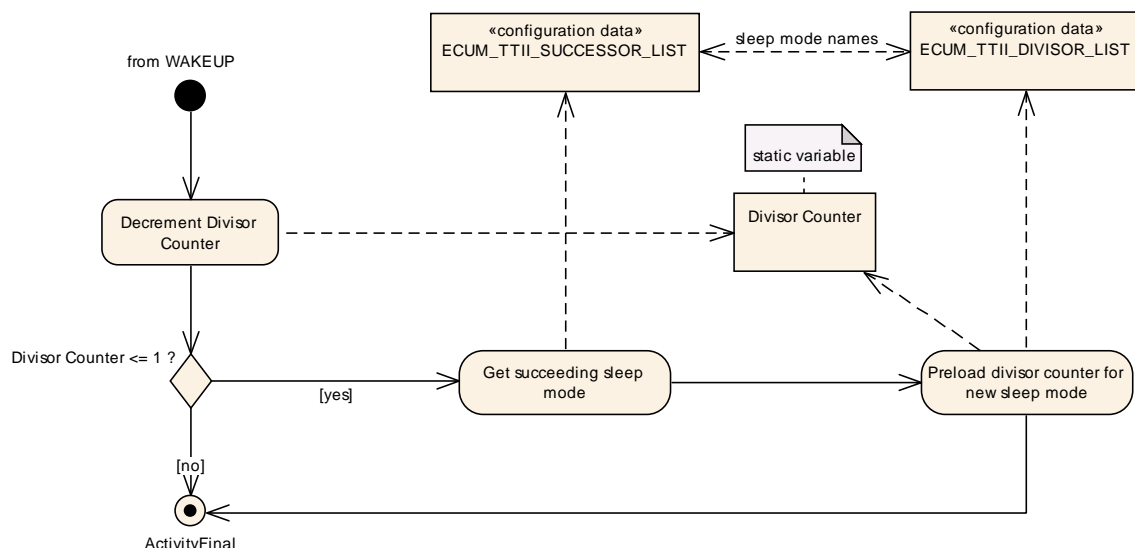 «configuration data»
ECUM_TTII_SUCCESSOR_LIST
sleep mode names
«configuration data»
ECUM_TTII_DIVISOR_LIST
from WAKEUP
static variable
Divisor Counter
Decrement Divisor
Counter
Divisor Counter <= 1 ?
[yes]
Get succeeding sleep
mode
Preload divisor counter for
new sleep mode
[no]
ActivityFinal